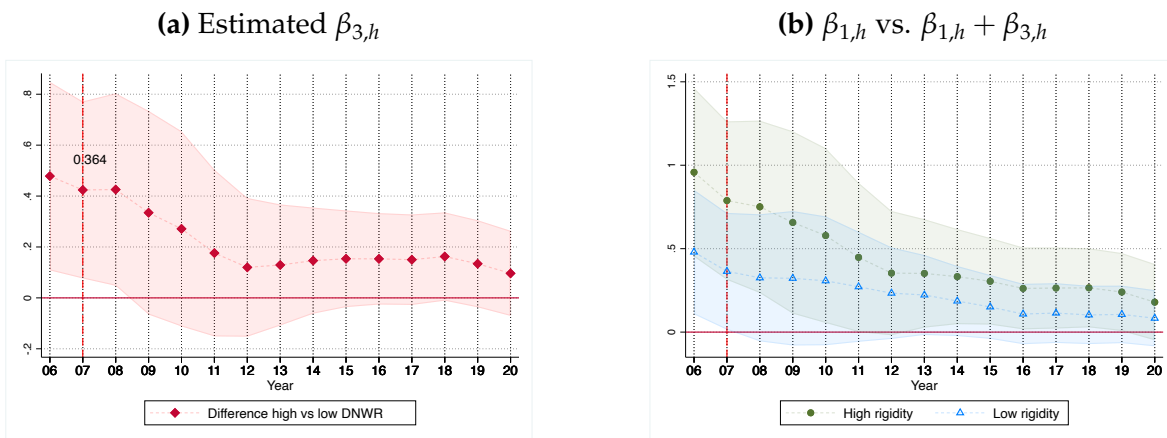 (a) Estimated β3,h
.8
.6
.4
.2
0
-.2
0.364
06 07 08 09 10 11 12 13 14 15 16 17 18 19 20
Year
Difference high vs low DNWR
(b) β1,h vs. β1,h + β3,h
1.5
1
.5
0
06 07 08 09 10 11 12 13 14 15 16 17 18 19 20
Year
High rigidity Low rigidity